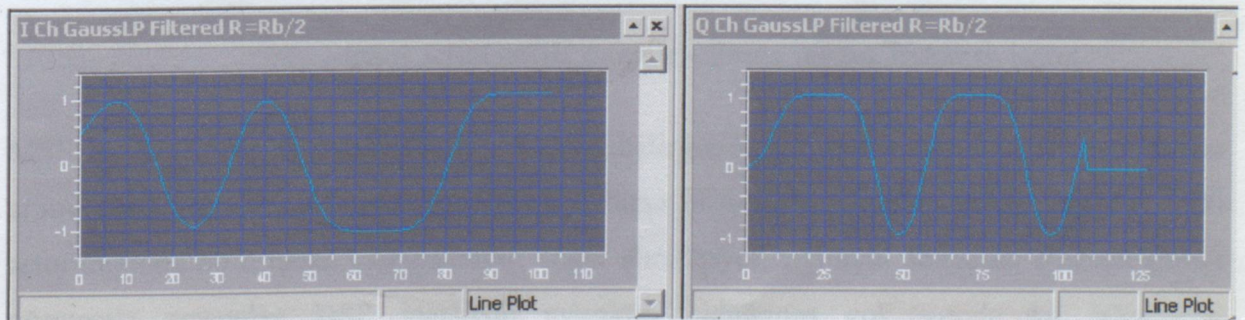 I Ch GaussLP Filtered R=Rb/2
1
0
-1
0 10 20 30 40 50 60 70 80 90 100 110
Line Plot
Q Ch GaussLP Filtered R=Rb/2
1
0
-1
0 25 50 75 100 125
Line Plot